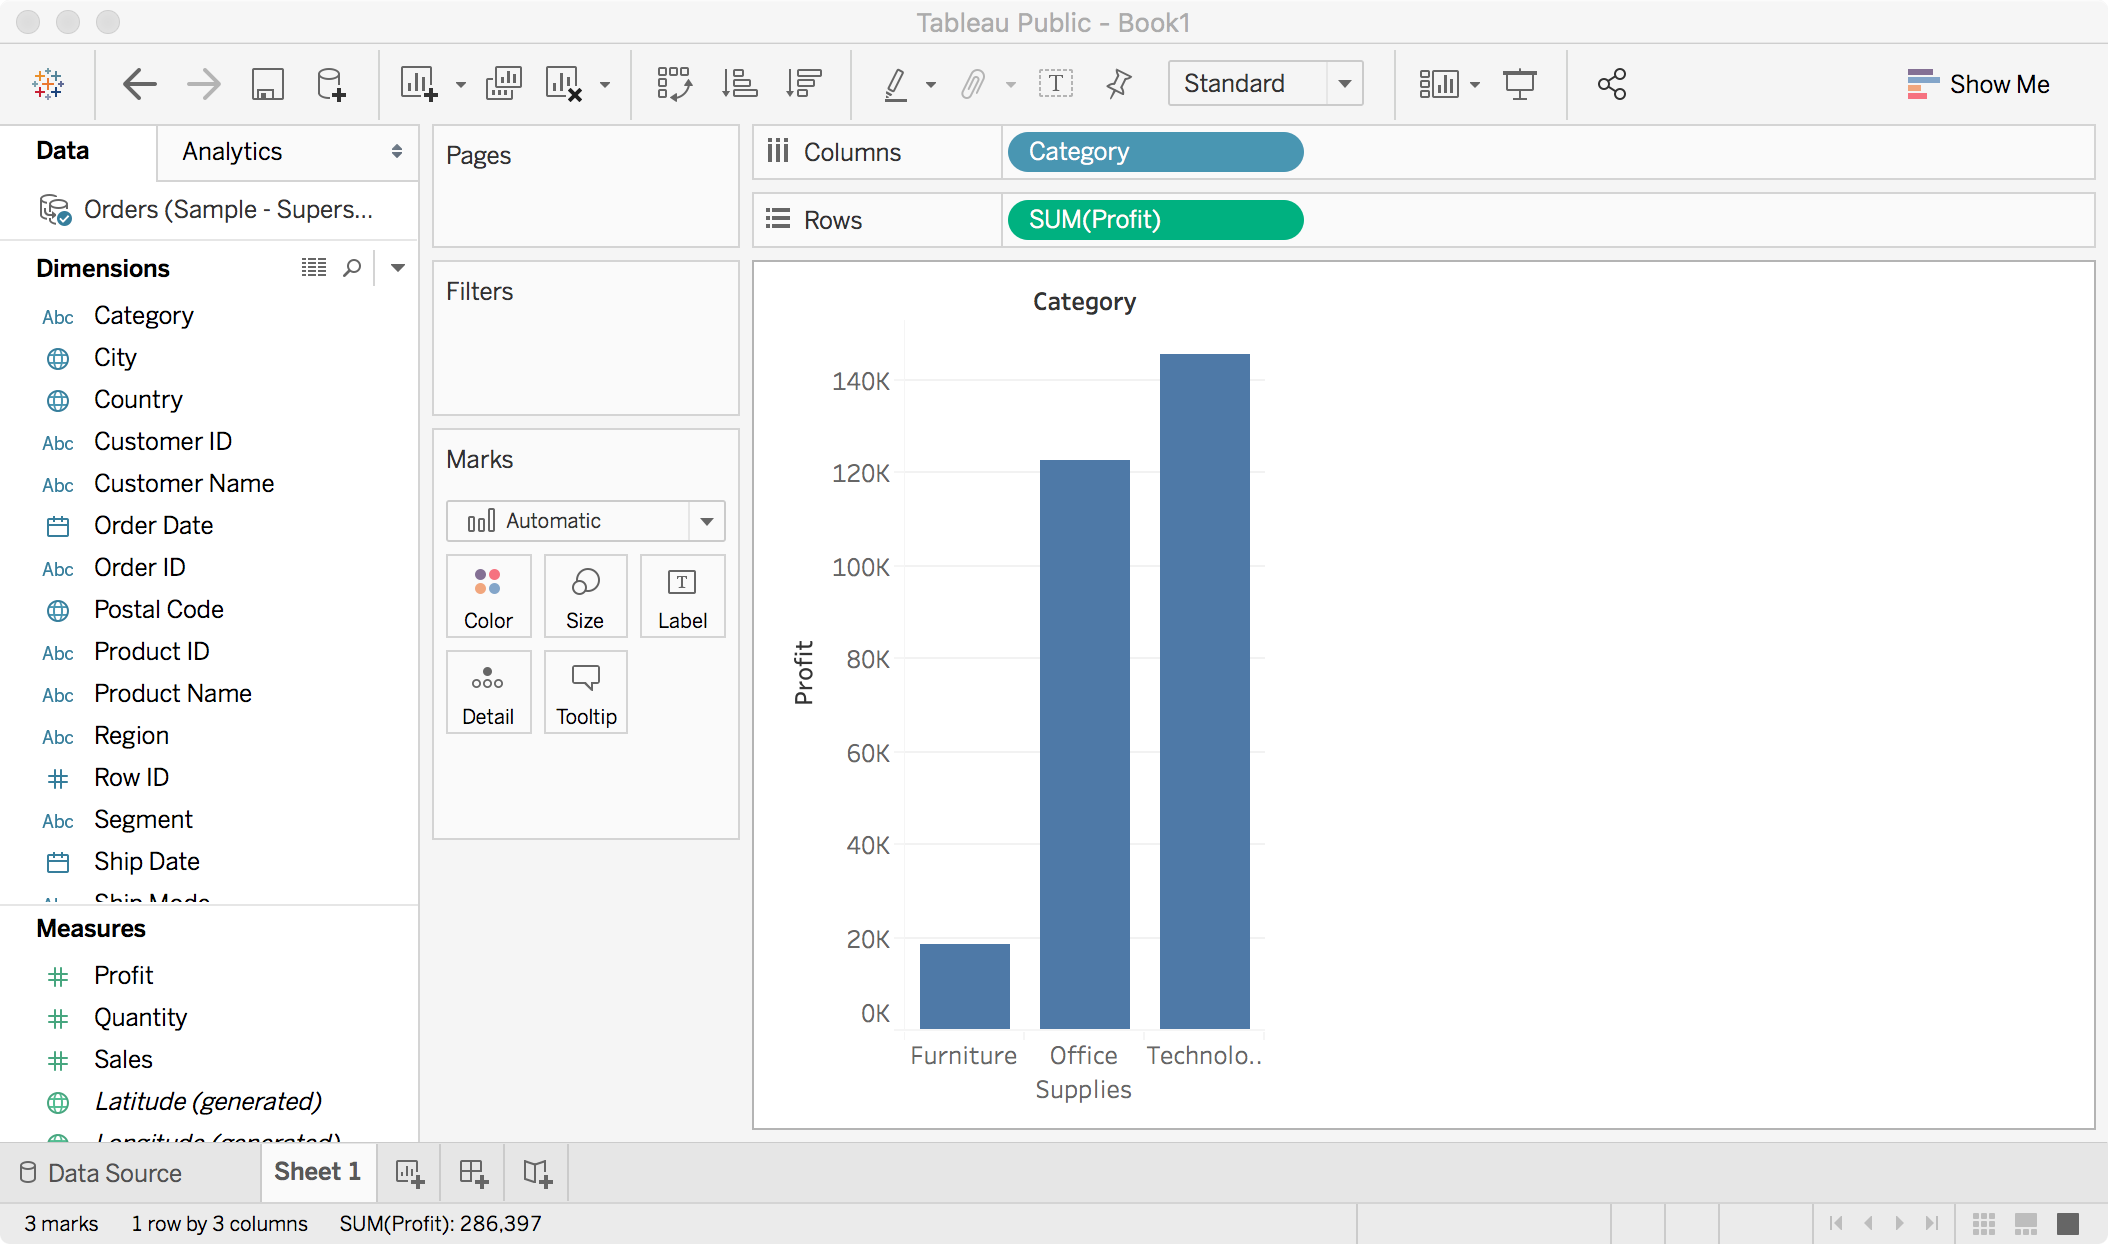 Tableau Public - Book1
Standard
Show Me
Data
Analytics
Orders (Sample - Supers...
Dimensions
Abc Category
City
Country
Abc Customer ID
Abc Customer Name
Order Date
Abc Order ID
Postal Code
Abc Product ID
Abc Product Name
Abc Region
Row ID
Abc Segment
Ship Date
Ship Mode
Measures
Profit
Quantity
Sales
Latitude (generated)
Longitude (generated)
Pages
Filters
Marks
Automatic
Color
Size
T
Label
Detail
Tooltip
Columns
Category
Rows
SUM(Profit)
Category
Profit
140K
120K
100K
80K
60K
40K
20K
0K
Furniture
Office Supplies
Technolo..
Data Source
Sheet 1
3 marks
1 row by 3 columns
SUM(Profit): 286,397